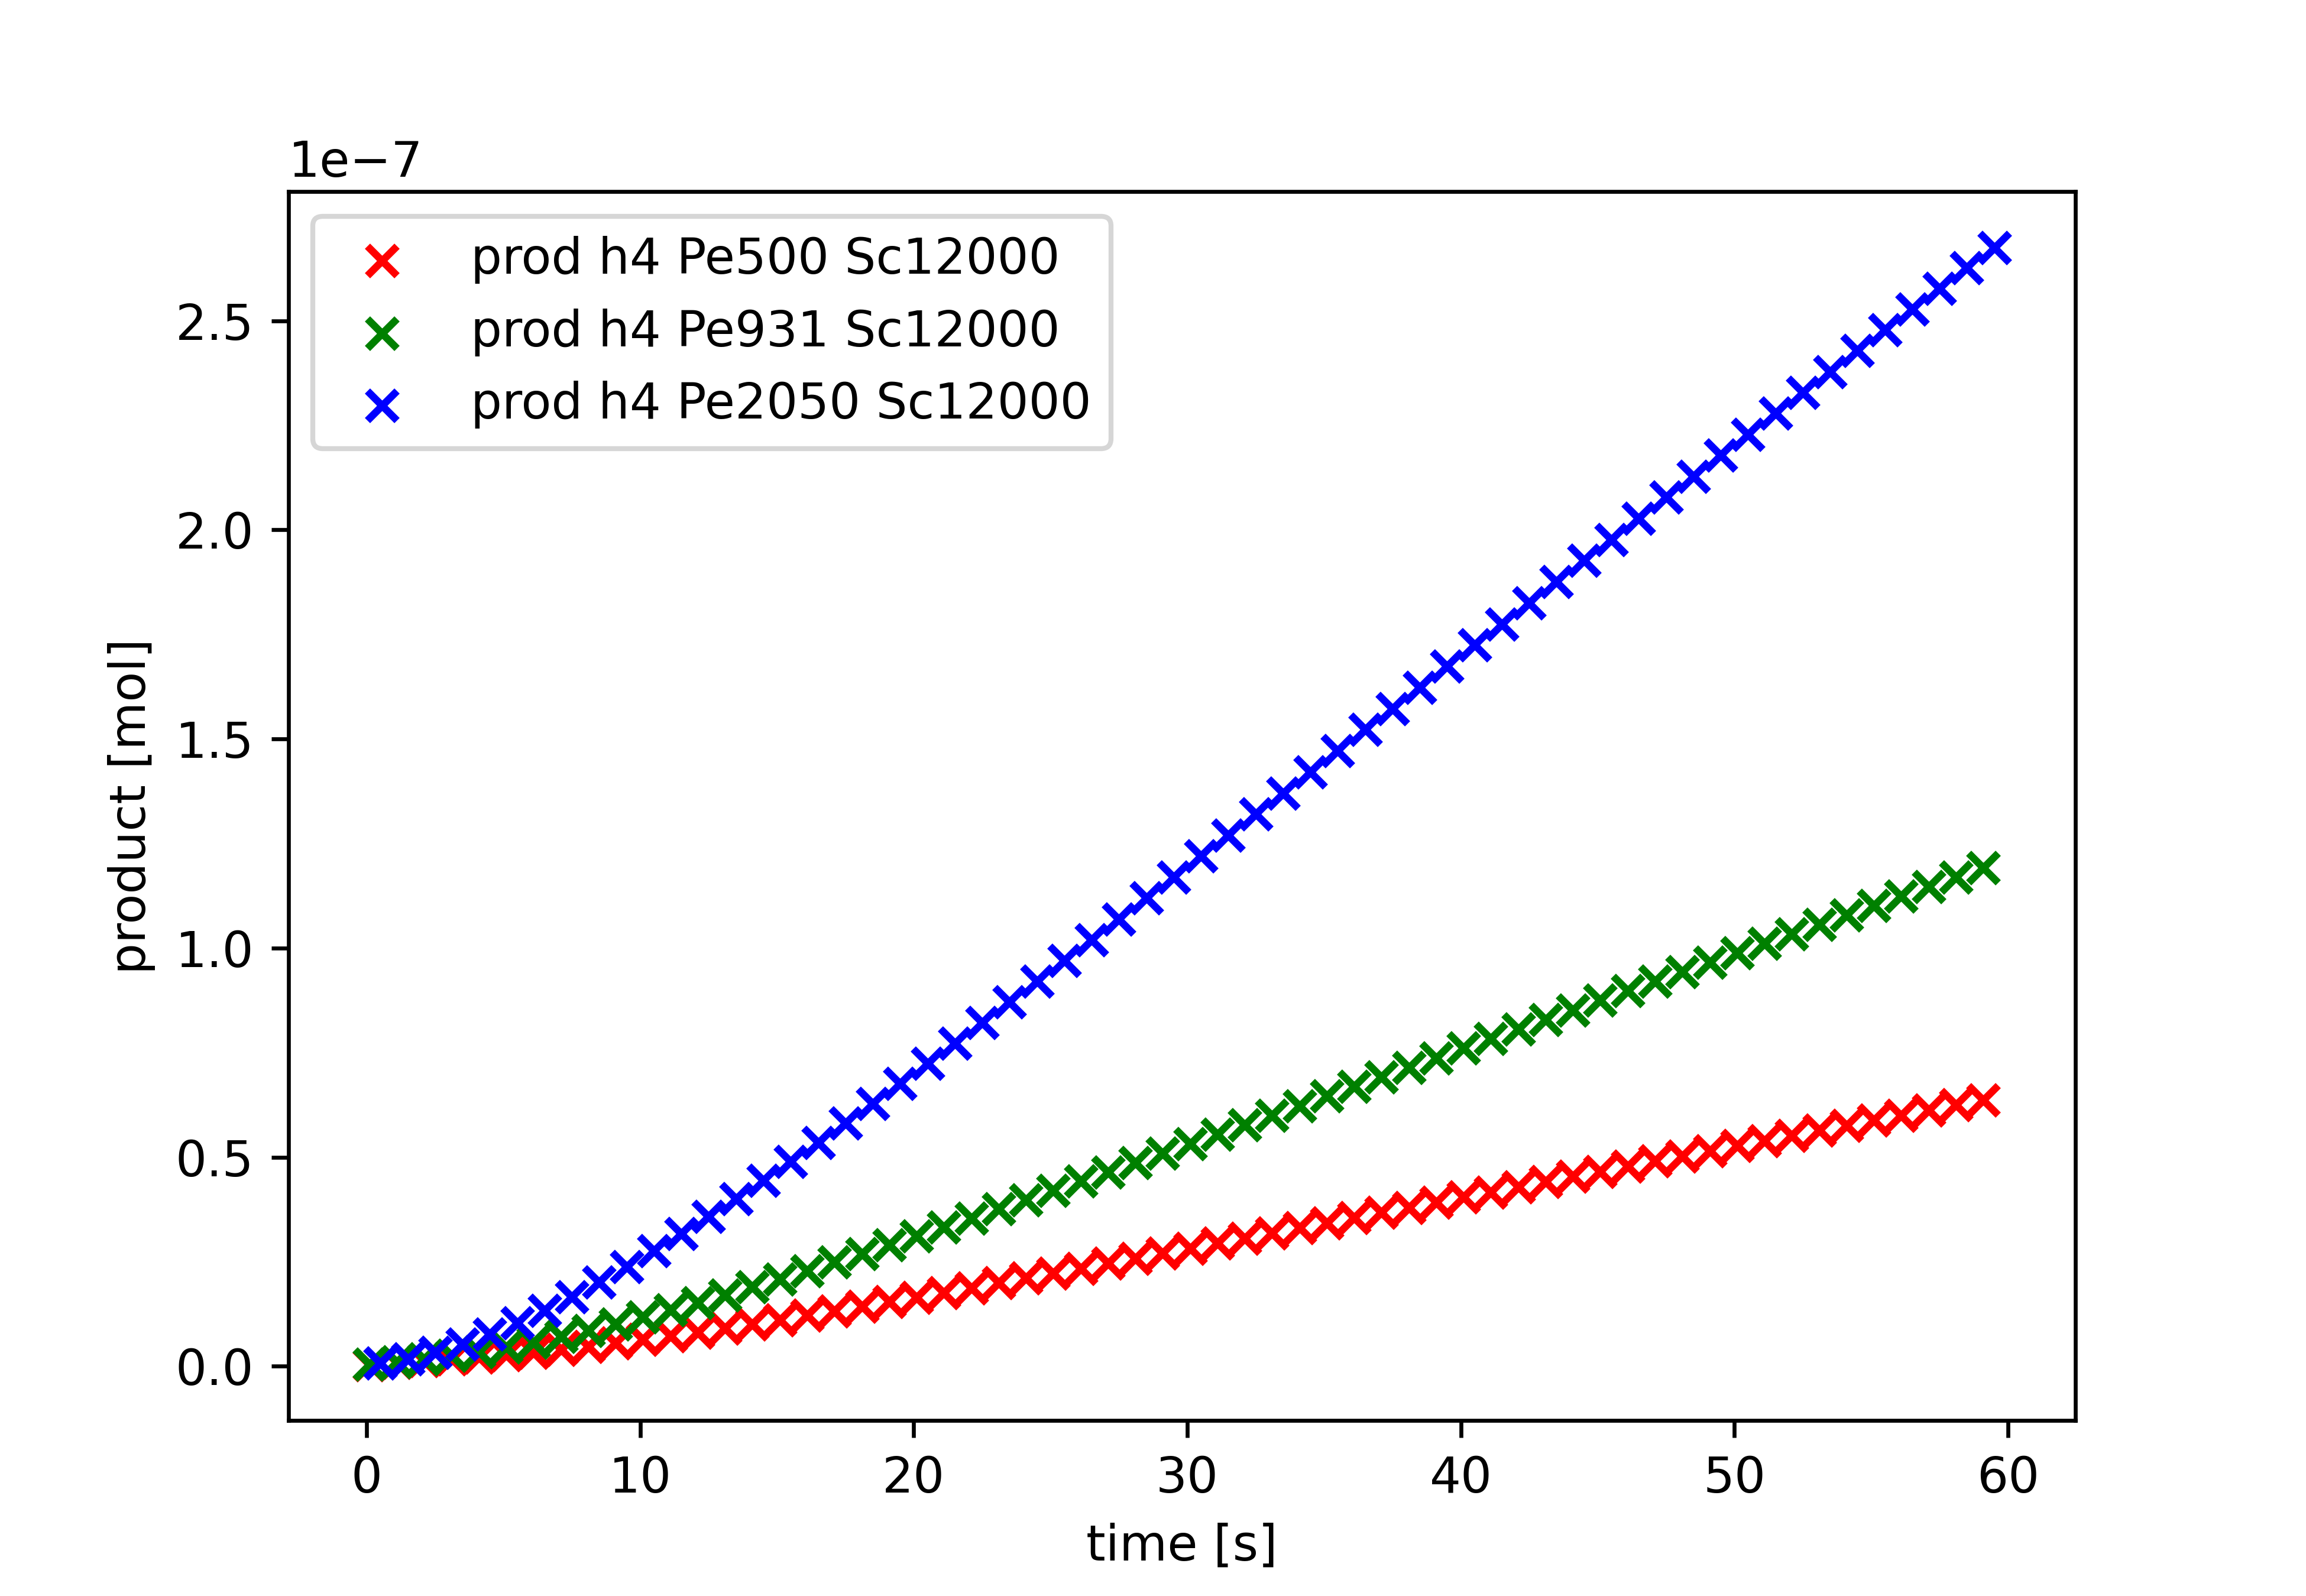 1e−7
prod h4 Pe500 Sc12000
prod h4 Pe931 Sc12000
prod h4 Pe2050 Sc12000
2.5
2.0
1.5
1.0
0.5
0.0
product [mol]
0 10 20 30 40 50 60
time [s]